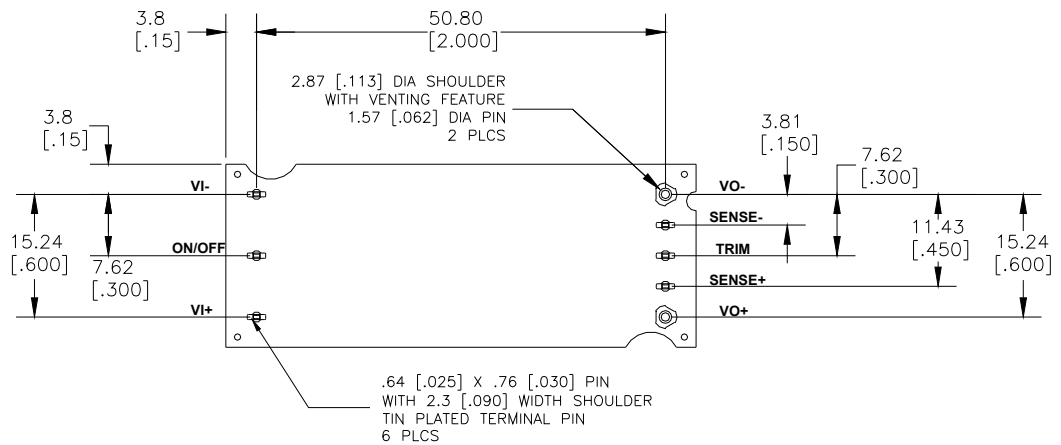 3.8
[.15]
50.80
[2.000]
2.87 [.113] DIA SHOULDER
WITH VENTING FEATURE
1.57 [.062] DIA PIN
2 PLCS
3.8
[.15]
3.81
[.150]
7.62
[.300]
VI-
VO-
SENSE-
15.24
[.600]
ON/OFF
7.62
[.300]
TRIM
11.43
[.450]
15.24
[.600]
SENSE+
VI+
VO+
.64 [.025] X .76 [.030] PIN
WITH 2.3 [.090] WIDTH SHOULDER
TIN PLATED TERMINAL PIN
6 PLCS